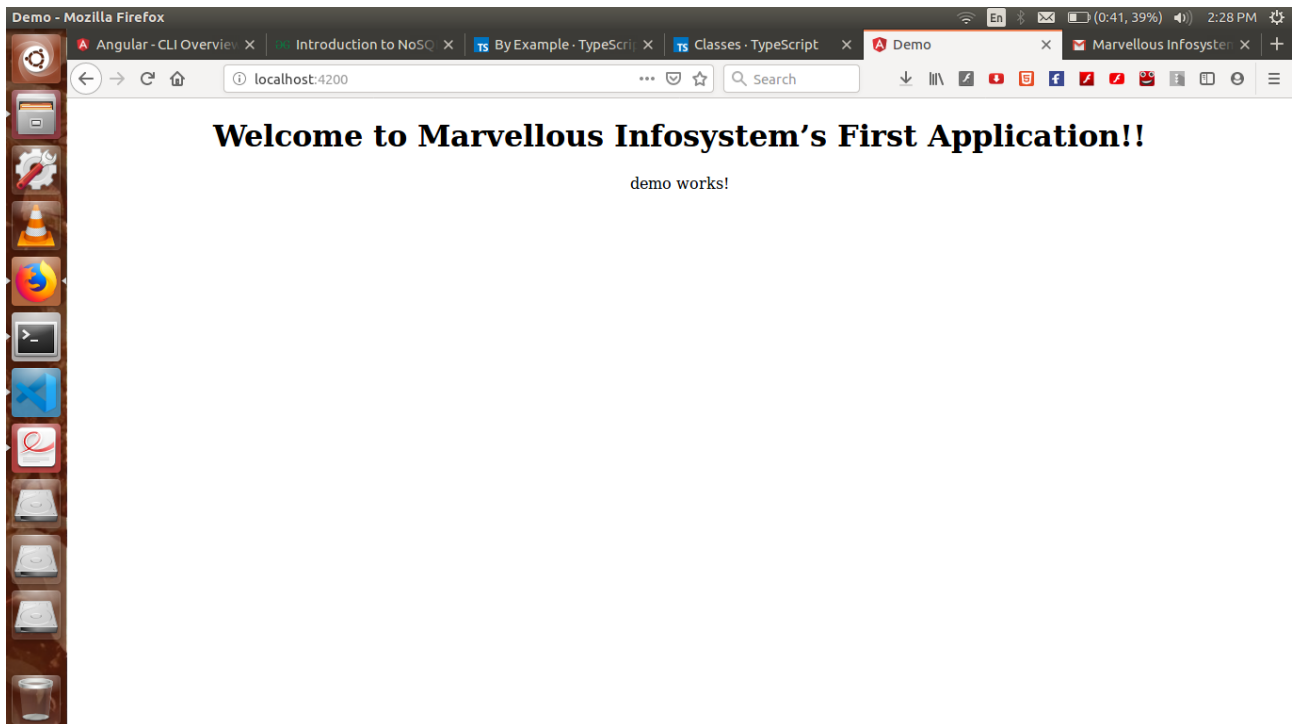 Demo - Mozilla Firefox
En
(0:41, 39%)
2:28 PM
Angular - CLI Overview
Introduction to NoSQ
By Example · TypeScrip
Classes · TypeScript
Demo
Marvellous Infosystem
localhost:4200
Search
Welcome to Marvellous Infosystem’s First Application!!
demo works!